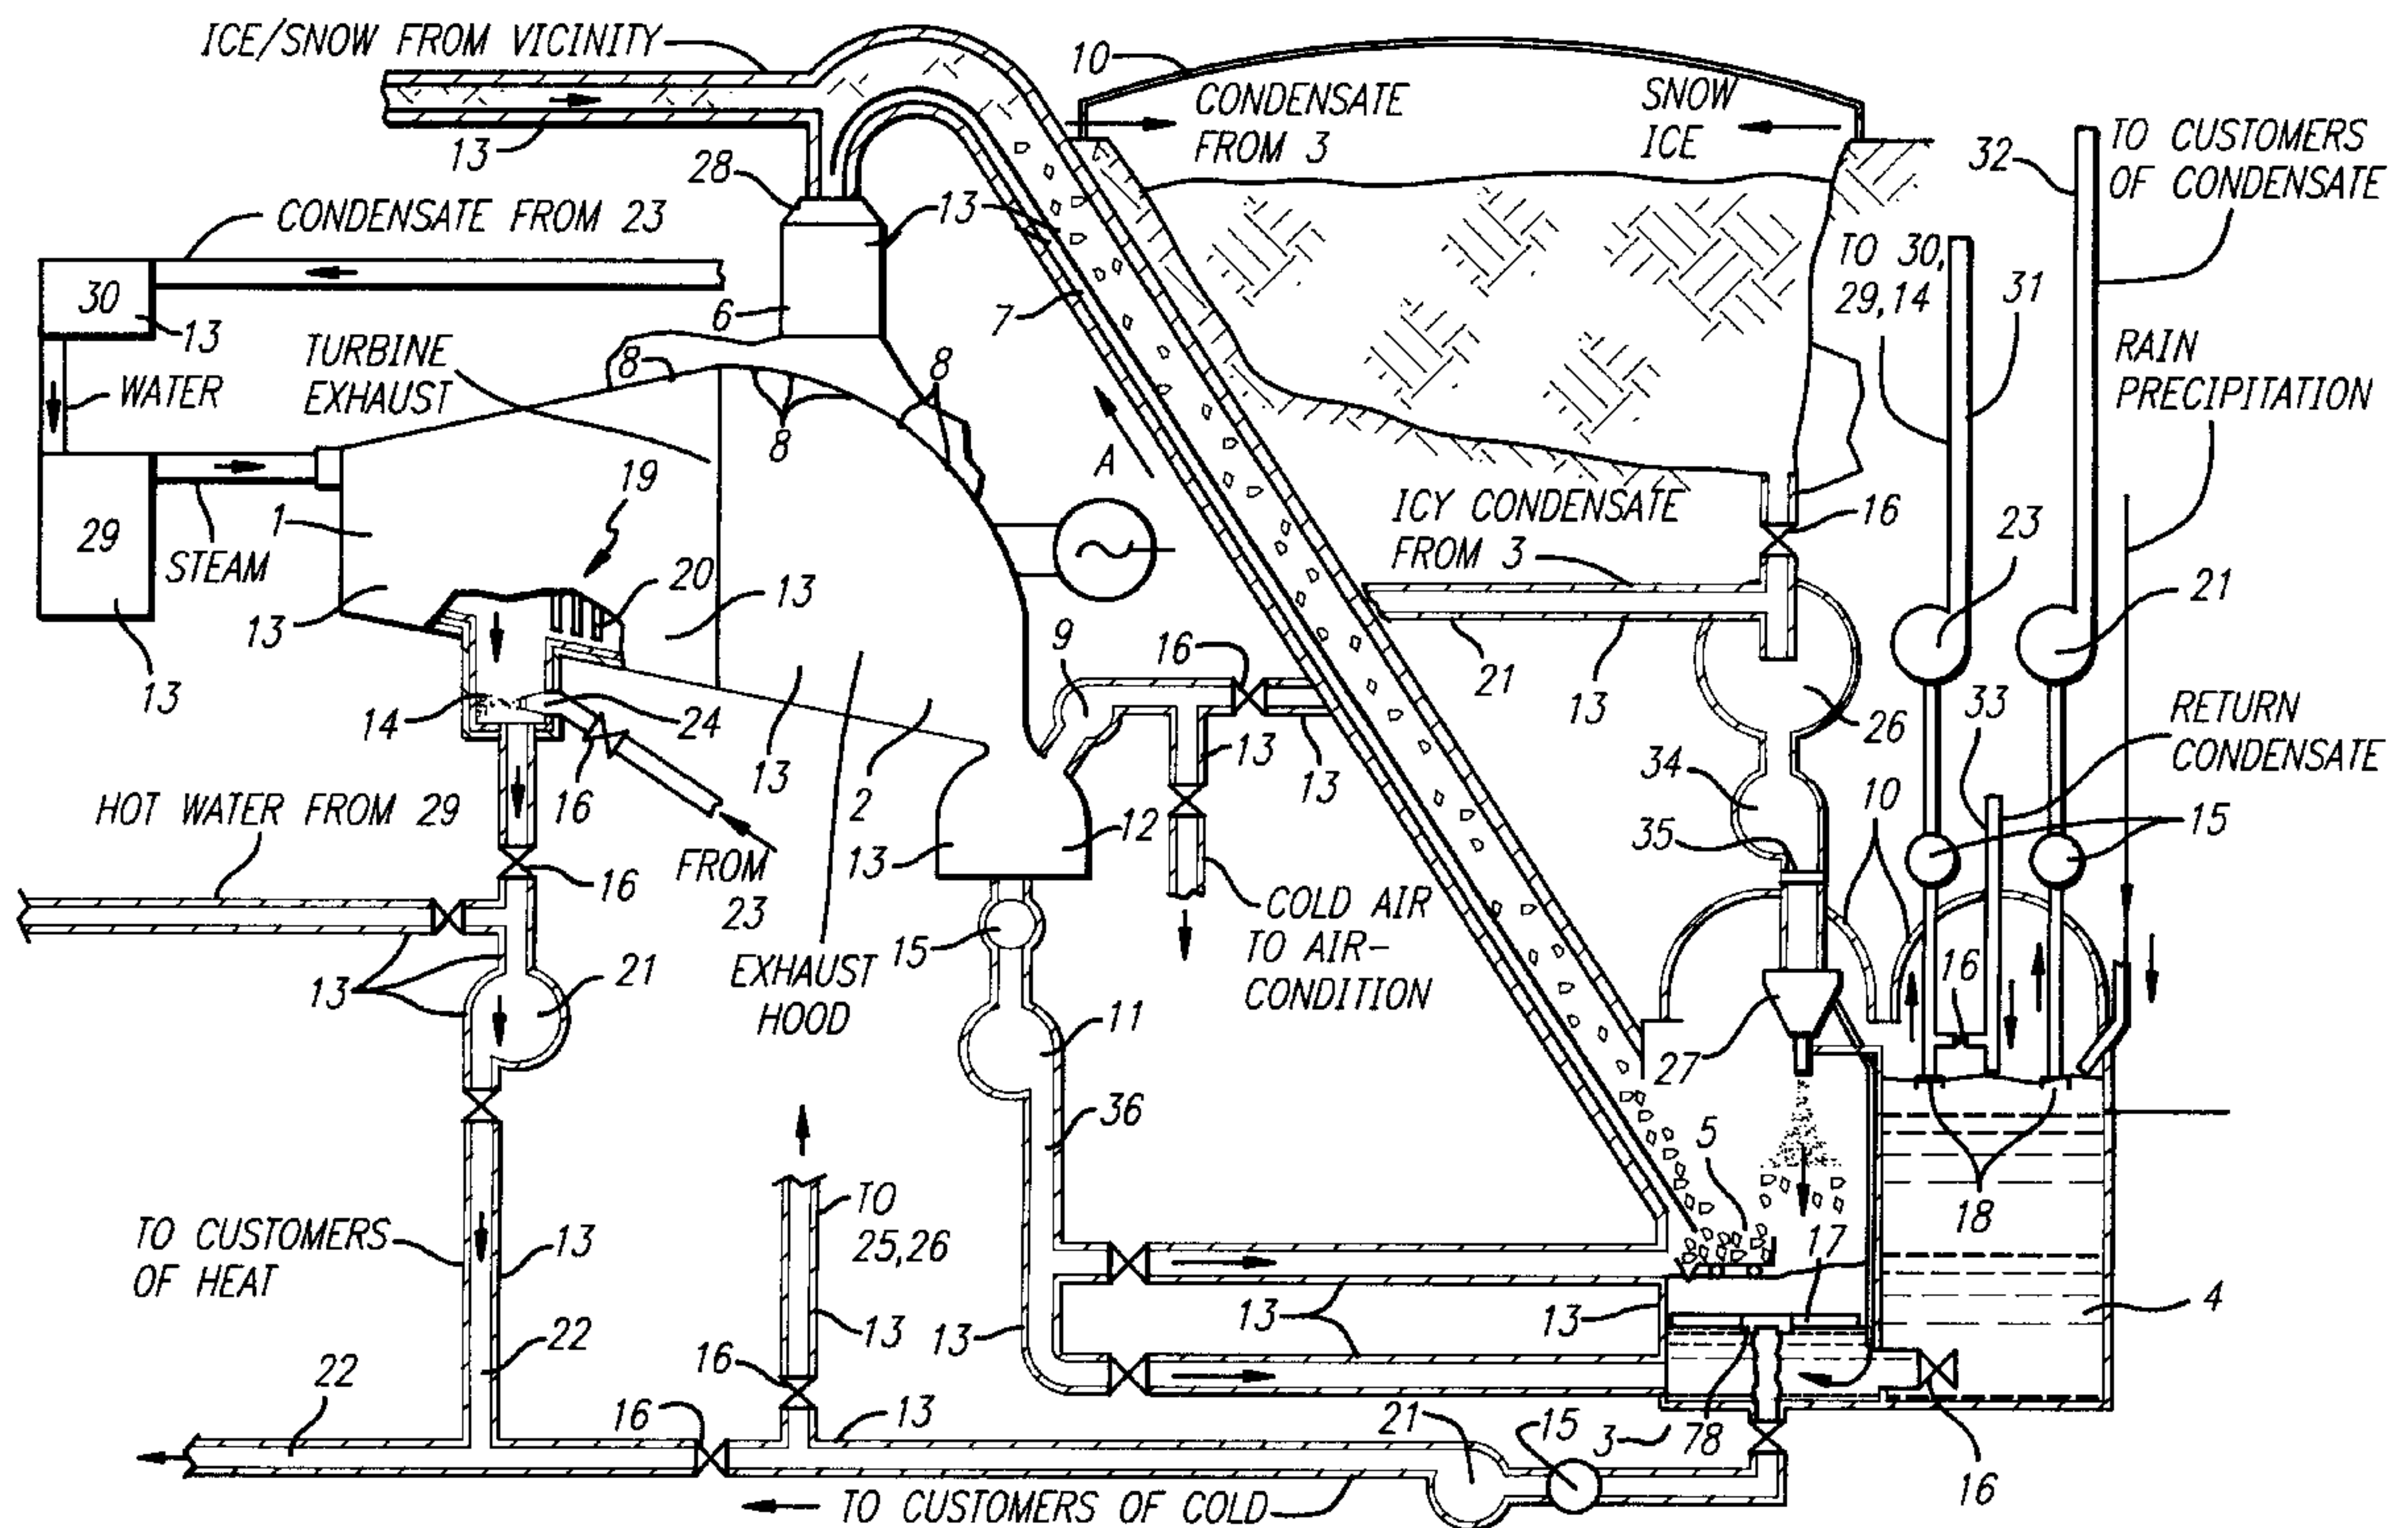 ICE/SNOW FROM VICINITY
10
CONDENSATE
FROM 3
SNOW
ICE
13
28
32
TO CUSTOMERS
OF CONDENSATE
CONDENSATE FROM 23
13
TO 30,
29,14
31
30
13
6
7
RAIN
PRECIPITATION
TURBINE
EXHAUST
8
8
WATER
8
A
19
ICY CONDENSATE
FROM 3
16
23
29
1
STEAM
20
13
21
13
9
16
21
13
13
14
24
13
26
33
RETURN
CONDENSATE
13
16
13
2
13
34
10
HOT WATER FROM 29
12
35
15
13
16
FROM
23
COLD AIR
TO AIR-
CONDITION
15
EXHAUST
HOOD
16
13
21
11
27
36
5
18
TO
25,26
17
TO CUSTOMERS
OF HEAT
13
4
13
13
13
13
22
16
22
16
13
21
15
3
78
16
TO CUSTOMERS OF COLD